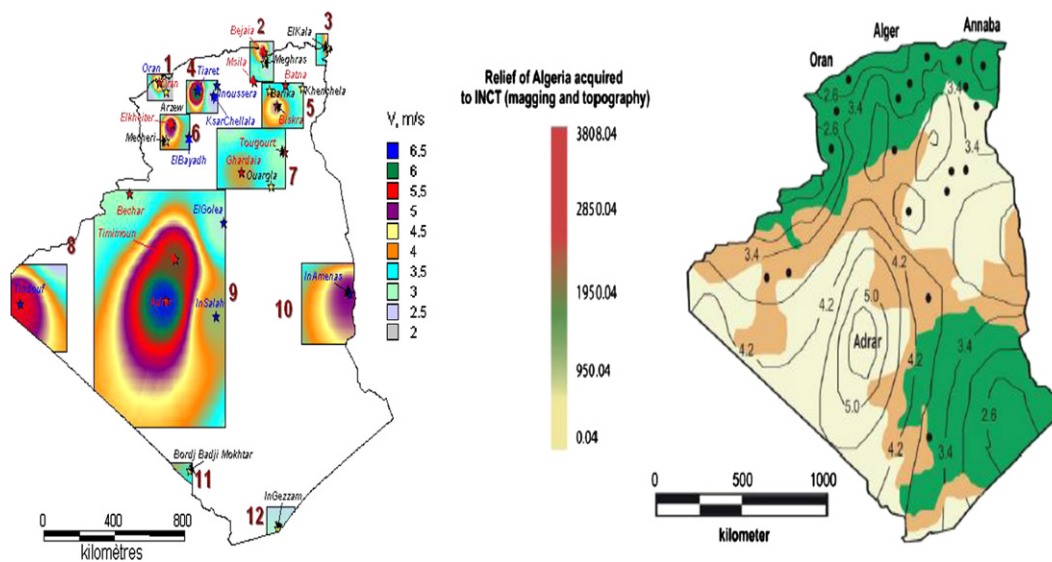 1
2
3
Bejaia
ElKala
Meghras
Oran
Oran
Arzew
4
Tiaret
Msila
Batna
Khenchela
Barika
Biskra
5
KsarChellala
Elkheiter
Mecheri
6
ElBayadh
Tougourt
Ghardaia
Ouargla
7
Bechar
ElGolea
Timimoun
8
Tindouf
Adrar
InSalah
9
InAmenas
10
Bordj Badji Mokhtar
11
InGezzam
12
V, m/s
6.5
6
5,5
5
4.5
4
3,5
3
2.5
2
0 400 800
kilomètres
Relief of Algeria acquired
to INCT (magging and topography)
3808.04
2850.04
1950.04
950.04
0.04
Oran
Alger
Annaba
2.6
3.4
2.6
3.4
3.4
4.2
4.2
5.0
Adrar
4.2
5.0
4.2
3.4
2.6
4.2
3.4
3.4
0 500 1000
kilometer